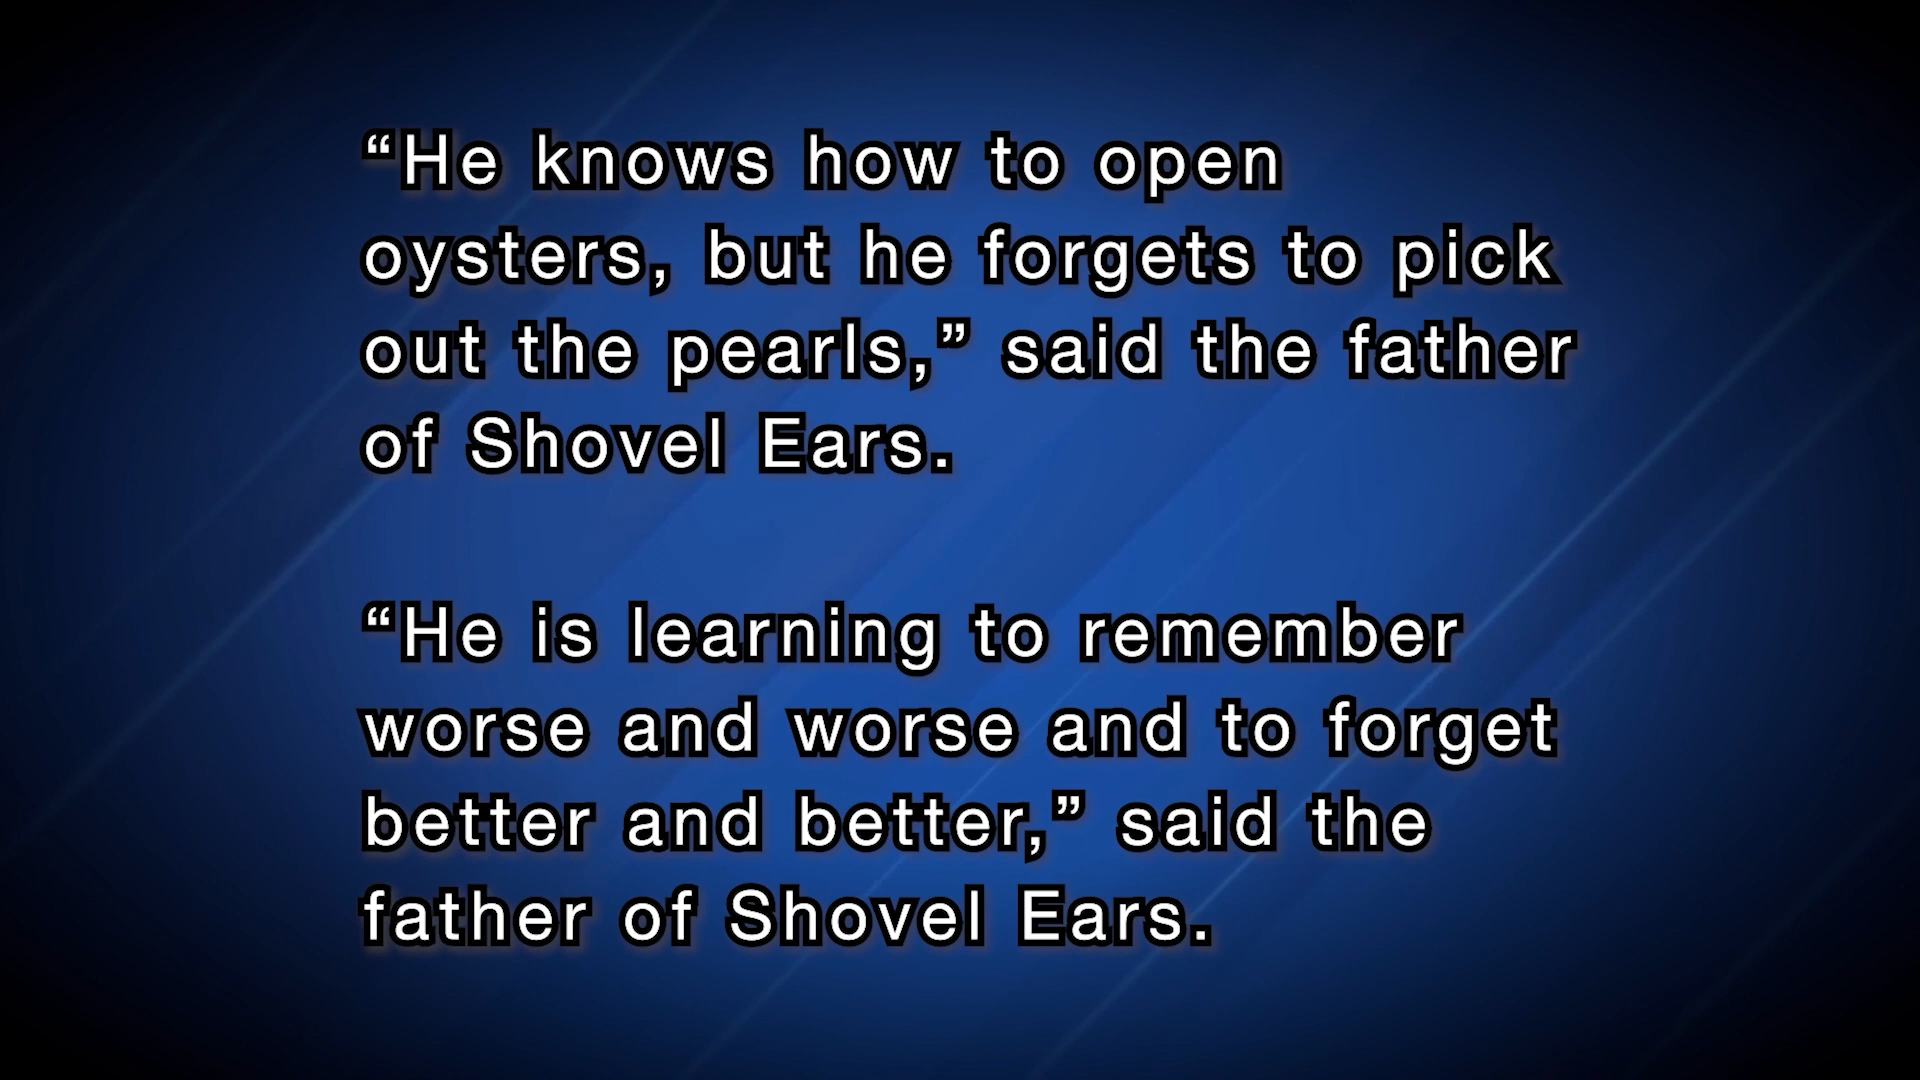 “He knows how to open
oysters, but he forgets to pick
out the pearls,” said the father
of Shovel Ears.
“He is learning to remember
worse and worse and to forget
better and better,” said the
father of Shovel Ears.